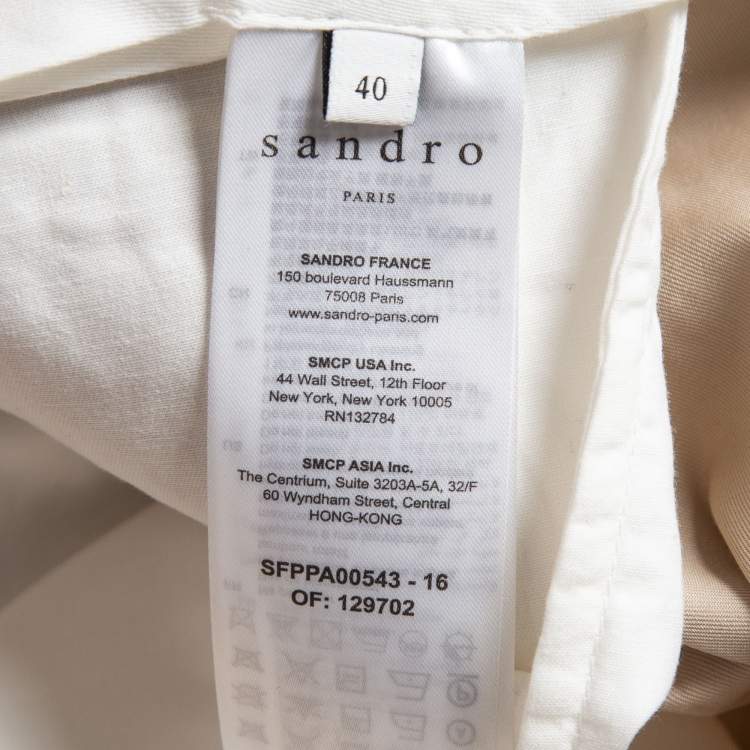 40
sandro
PARIS
SANDRO FRANCE
150 boulevard Haussmann
75008 Paris
www.sandro-paris.com
SMCP USA Inc.
44 Wall Street, 12th Floor
New York, New York 10005
RN132784
SMCP ASIA Inc.
The Centrium, Suite 3203A-5A, 32/F
60 Wyndham Street, Central
HONG-KONG
SFPPA00543 - 16
OF: 129702